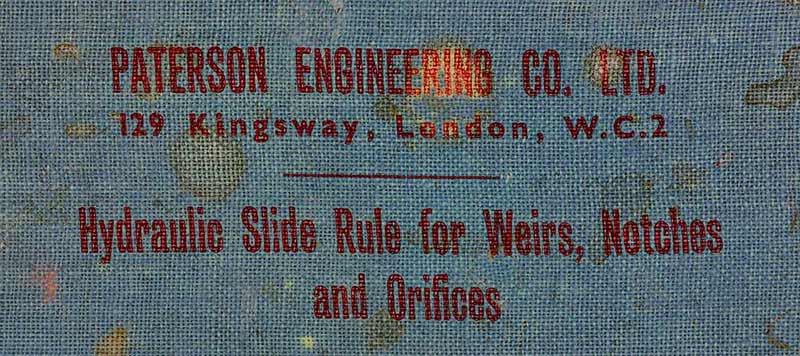 PATERSON ENGINEERING CO. LTD.
129 Kingsway, London, W.C.2
Hydraulic Slide Rule for Weirs, Notches
and Orifices